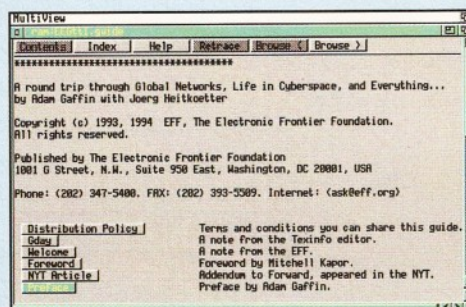 MultiView
Contents Index Help Retrace Browse < Browse >
****************************************
A round trip through Global Networks, Life in Cyberspace, and Everything...
by Adam Gaffin with Joerg Heitkoetter
Copyright (c) 1993, 1994 EFF, The Electronic Frontier Foundation.
All rights reserved.
Published by The Electronic Frontier Foundation
1001 G Street, N.W., Suite 950 East, Washington, DC 20001, USA
Phone: (202) 347-5400. FAX: (202) 393-5509. Internet: (ask@eff.org)
Distribution Policy Terms and conditions you can share this guide.
Gday A note from the Texinfo editor.
Welcome A note from the EFF.
Foreword Foreword by Mitchell Kapor.
NYT Article Addendum to Forward, appeared in the NYT.
Preface Preface by Adam Gaffin.